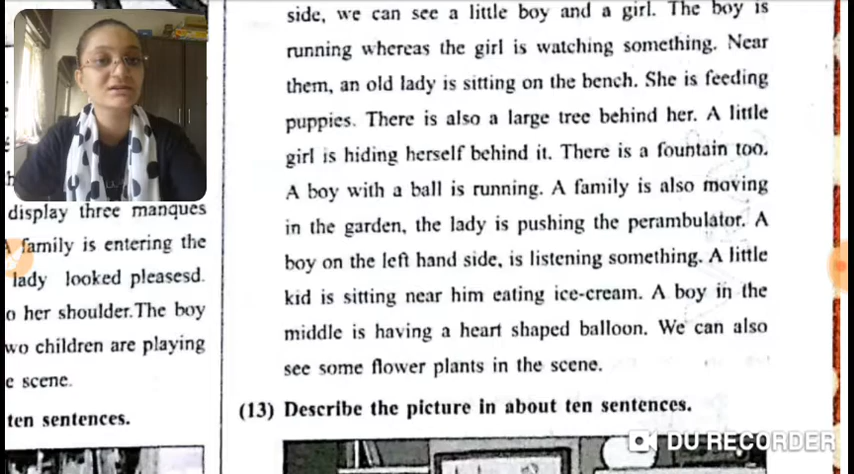 display three manques
family is entering the
lady looked pleasesd.
o her shoulder.The boy
wo children are playing
e scene.
ten sentences.
side, we can see a little boy and a girl. The boy is
running whereas the girl is watching something. Near
them, an old lady is sitting on the bench. She is feeding
puppies. There is also a large tree behind her. A little
girl is hiding herself behind it. There is a fountain too.
A boy with a ball is running. A family is also moving
in the garden, the lady is pushing the perambulator. A
boy on the left hand side, is listening something. A little
kid is sitting near him eating ice-cream. A boy in the
middle is having a heart shaped balloon. We can also
see some flower plants in the scene.
(13) Describe the picture in about ten sentences.
DU RECORDER